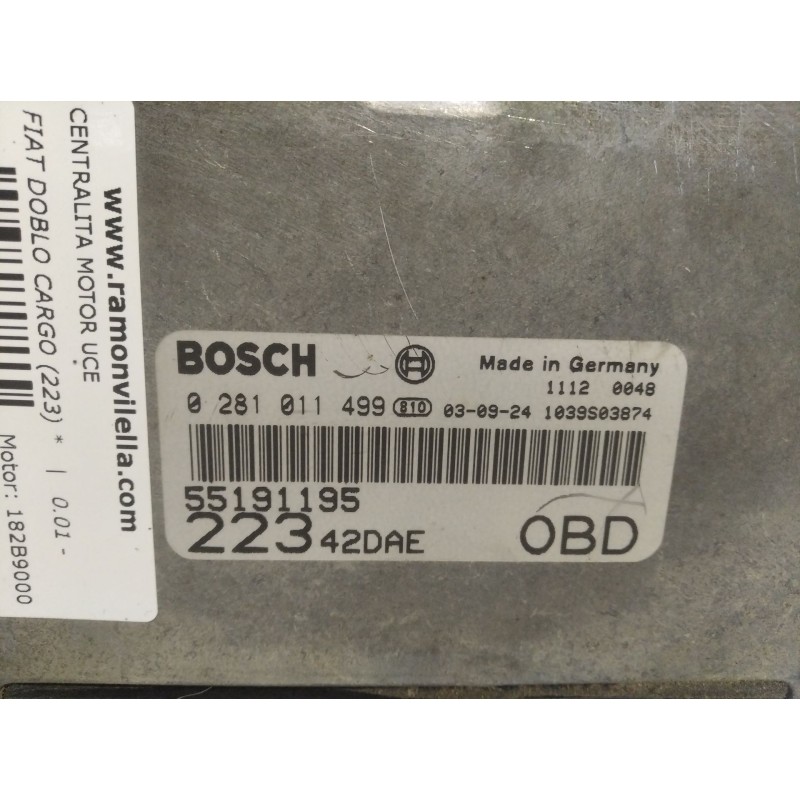 www.ramonvilella.com
CENTRALITA MOTOR UCE
FIAT DOBLO CARGO (223) * | 0.01 -
Motor: 182B9000
BOSCH Made in Germany
1112 0048
0 281 011 499 810 03-09-24 1039S03874
55191195
223 42DAE OBD